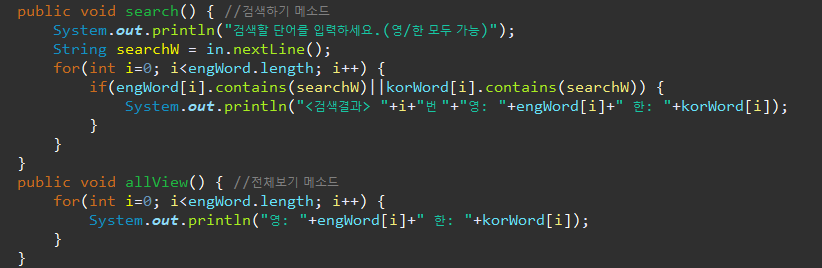 public void search() { //검색하기 메소드
System.out.println("검색할 단어를 입력하세요.(영/한 모두 가능)");
String searchW = in.nextLine();
for(int i=0; i<engWord.length; i++) {
if(engWord[i].contains(searchW)||korWord[i].contains(searchW)) {
System.out.println("<검색결과> "+i+"번 "+"영: "+engWord[i]+" 한: "+korWord[i]);
}
}
}
public void allView() { //전체보기 메소드
for(int i=0; i<engWord.length; i++) {
System.out.println("영: "+engWord[i]+" 한: "+korWord[i]);
}
}